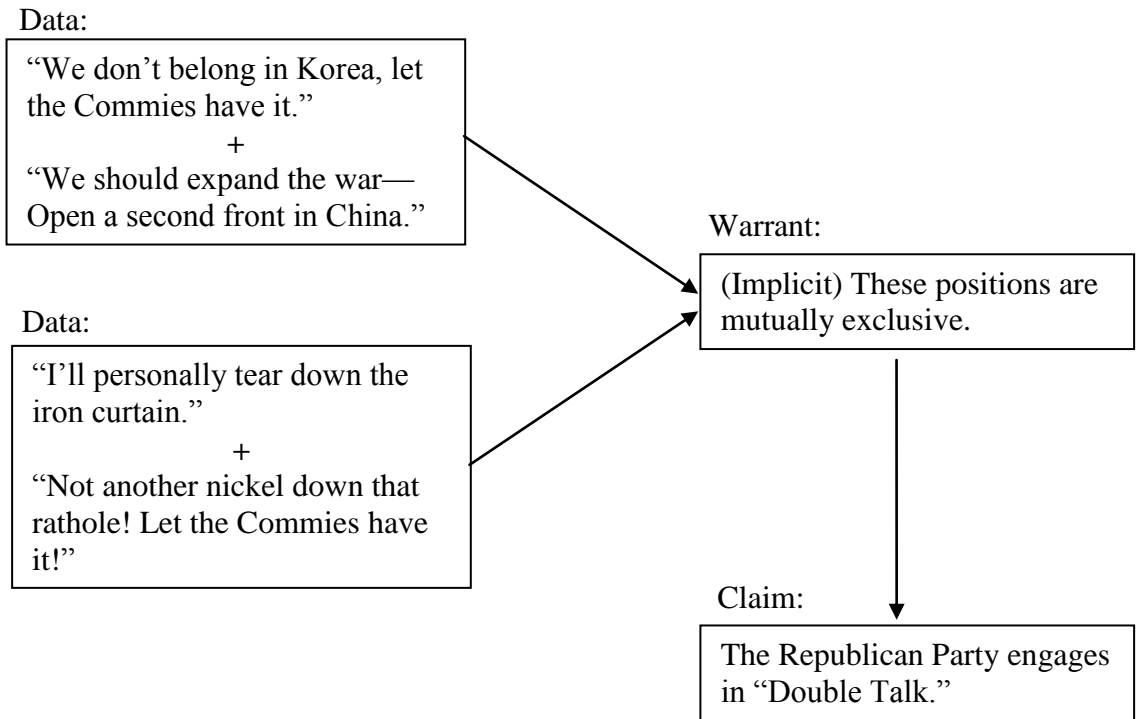 Data:
“We don’t belong in Korea, let
the Commies have it.”
+
“We should expand the war—
Open a second front in China.”
Data:
“I’ll personally tear down the
iron curtain.”
+
“Not another nickel down that
rathole! Let the Commies have
it!”
Warrant:
(Implicit) These positions are
mutually exclusive.
Claim:
The Republican Party engages
in “Double Talk.”